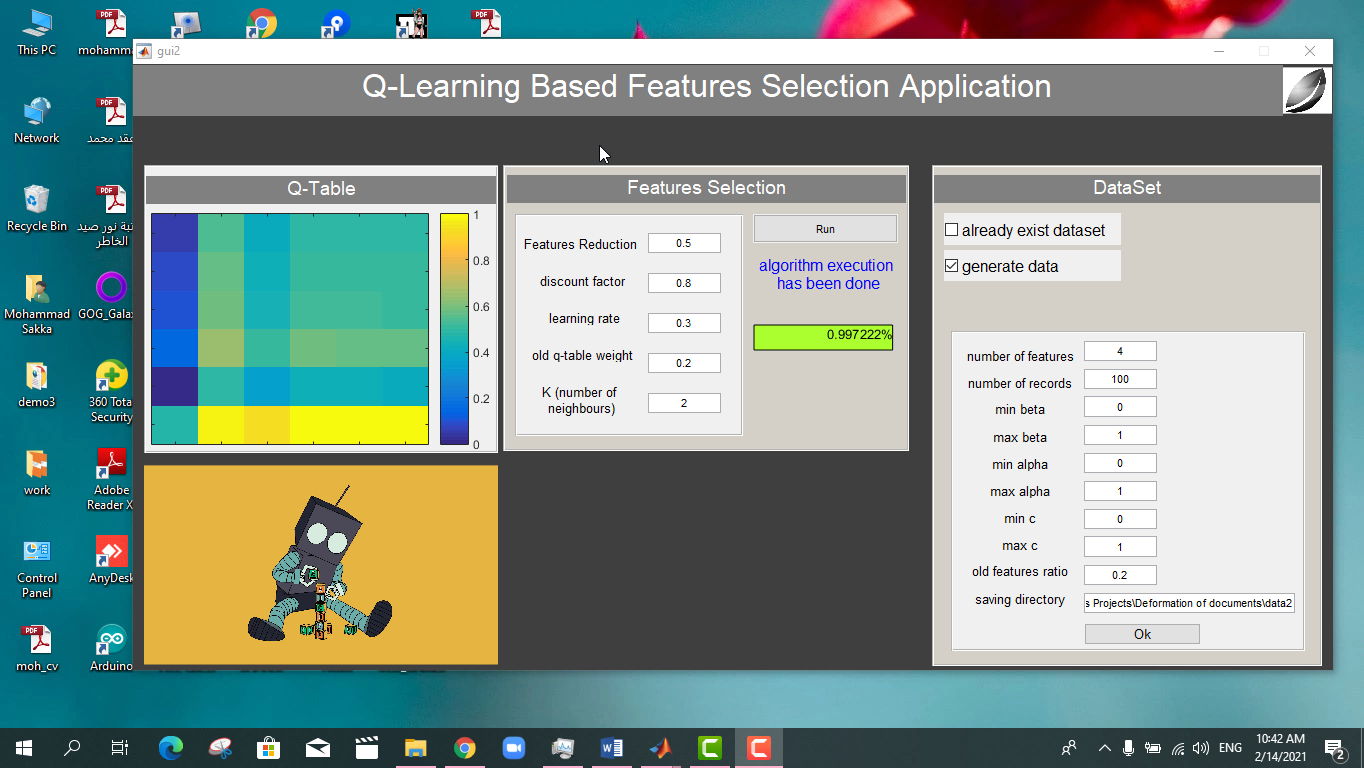 This PC
mohamm
gui2
Q-Learning Based Features Selection Application
Network
عقد محمد
Recycle Bin
تبة نور صيد
الخاطر
Mohammad
Sakka
GOG_Gala
demo3
360 Tota
Security
work
Adobe
Reader X
Control
Panel
AnyDesk
moh_cv
Arduino
Q-Table
1
0.8
0.6
0.4
0.2
0
Features Selection
Features Reduction 0.5
discount factor 0.8
learning rate 0.3
old q-table weight 0.2
K (number of
neighbours) 2
Run
algorithm execution
has been done
0.997222%
DataSet
already exist dataset
generate data
number of features 4
number of records 100
min beta 0
max beta 1
min alpha 0
max alpha 1
min c 0
max c 1
old features ratio 0.2
saving directory s Projects\Deformation of documents\data2
Ok
ENG
10:42 AM
2/14/2021
2